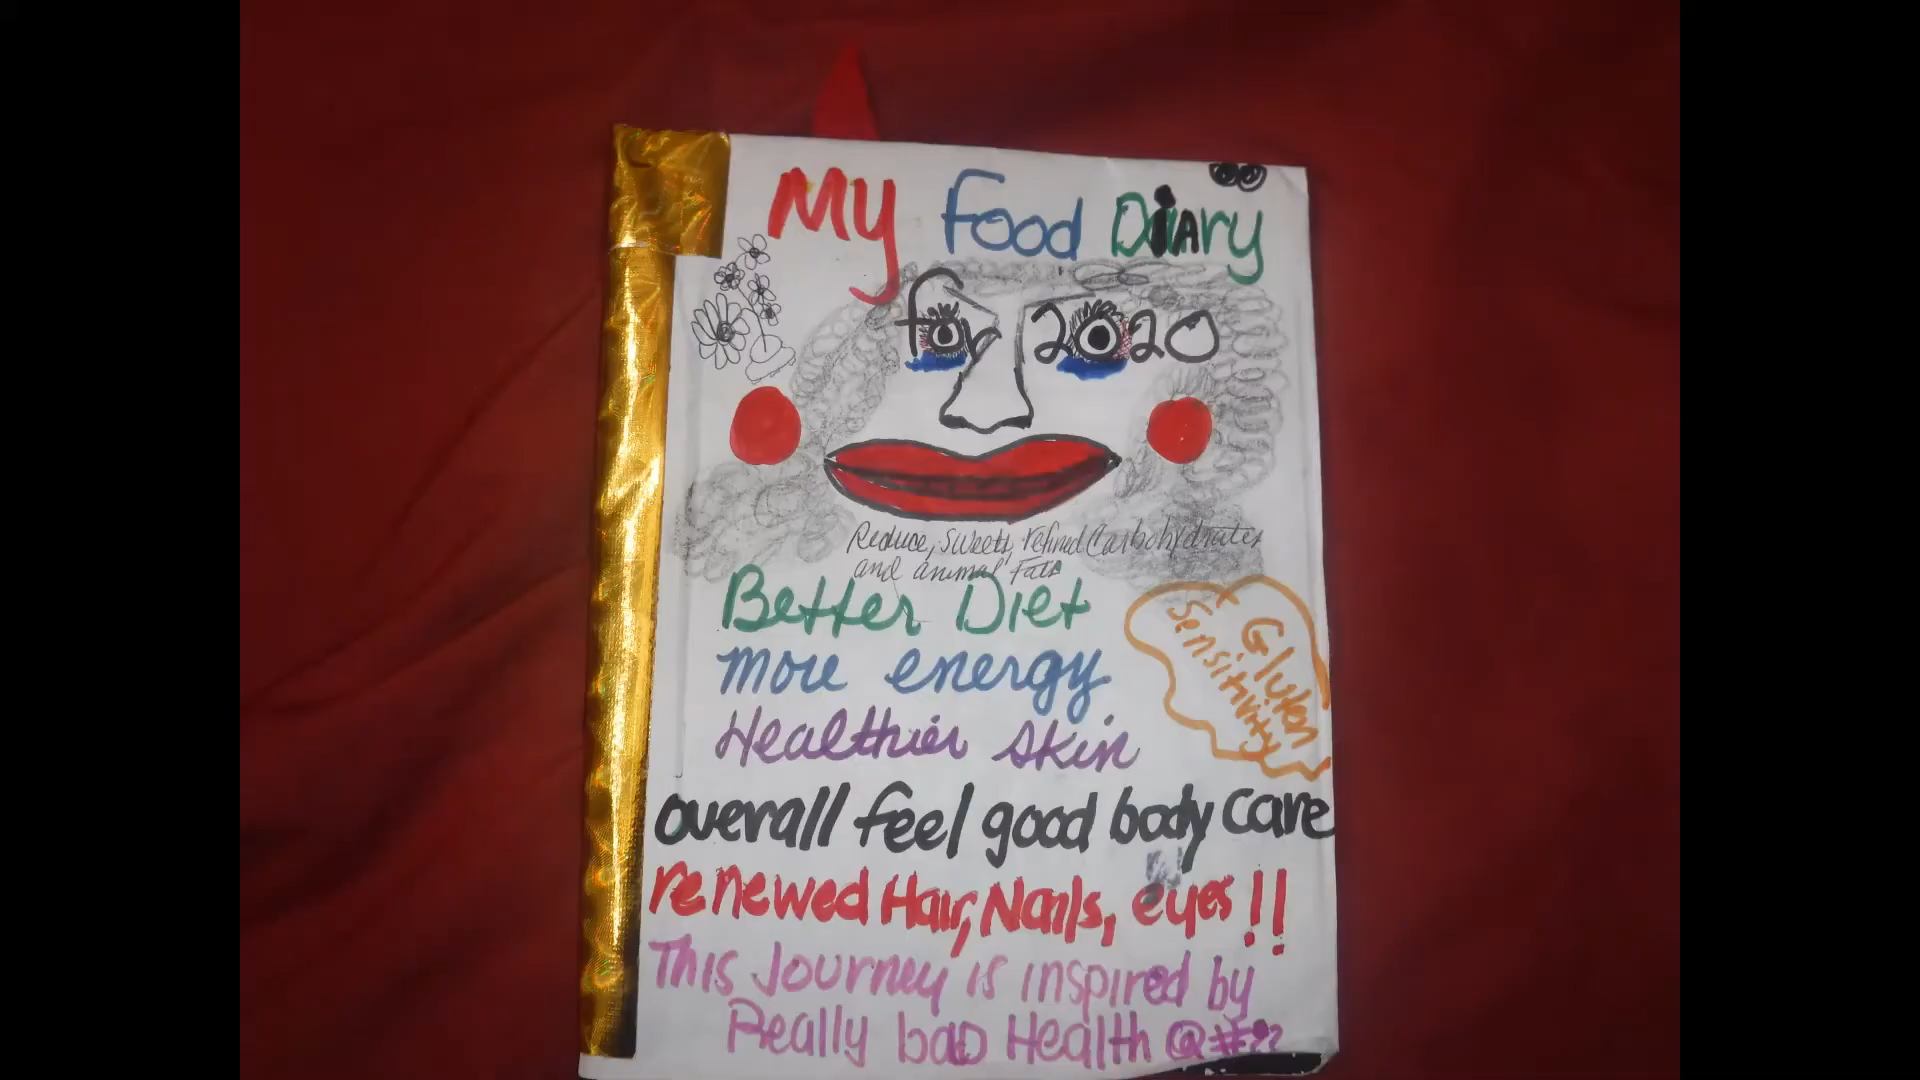 My Food DiAry
for 2020
Reduce, Sweets, refined Carbohydrates
and animal Fats
Better Diet
more energy
Healthier skin
+ Gluten
Sensitivity
overall feel good body care
renewed Hair, Nails, eyes!!
This Journey is inspired by
Really bad Health @#??